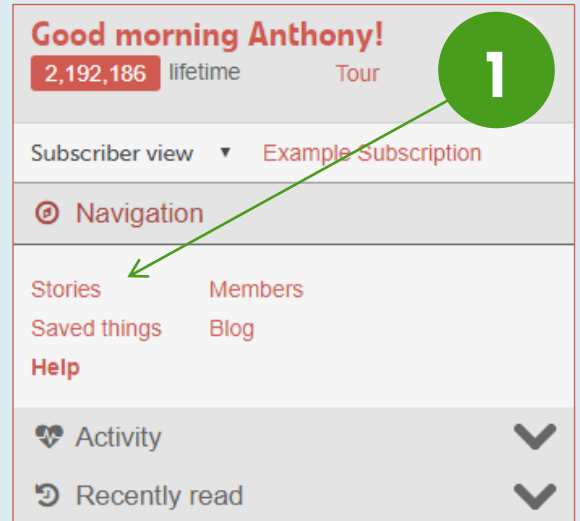 Good morning Anthony!
2,192,186 lifetime Tour
1
Subscriber view ▼ Example Subscription
Navigation
Stories Members
Saved things Blog
Help
Activity
Recently read